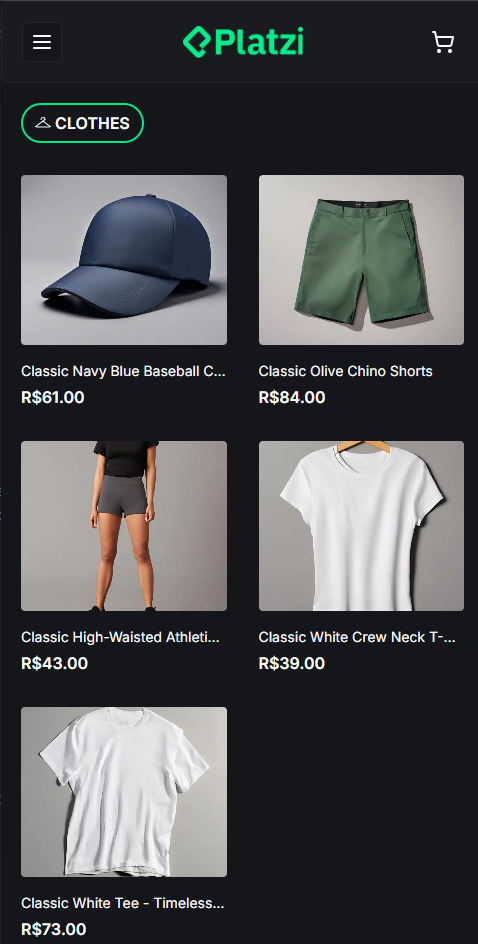 Platzi
CLOTHES
Classic Navy Blue Baseball C...
R$61.00
Classic Olive Chino Shorts
R$84.00
Classic High-Waisted Athleti...
R$43.00
Classic White Crew Neck T-...
R$39.00
Classic White Tee - Timeless...
R$73.00